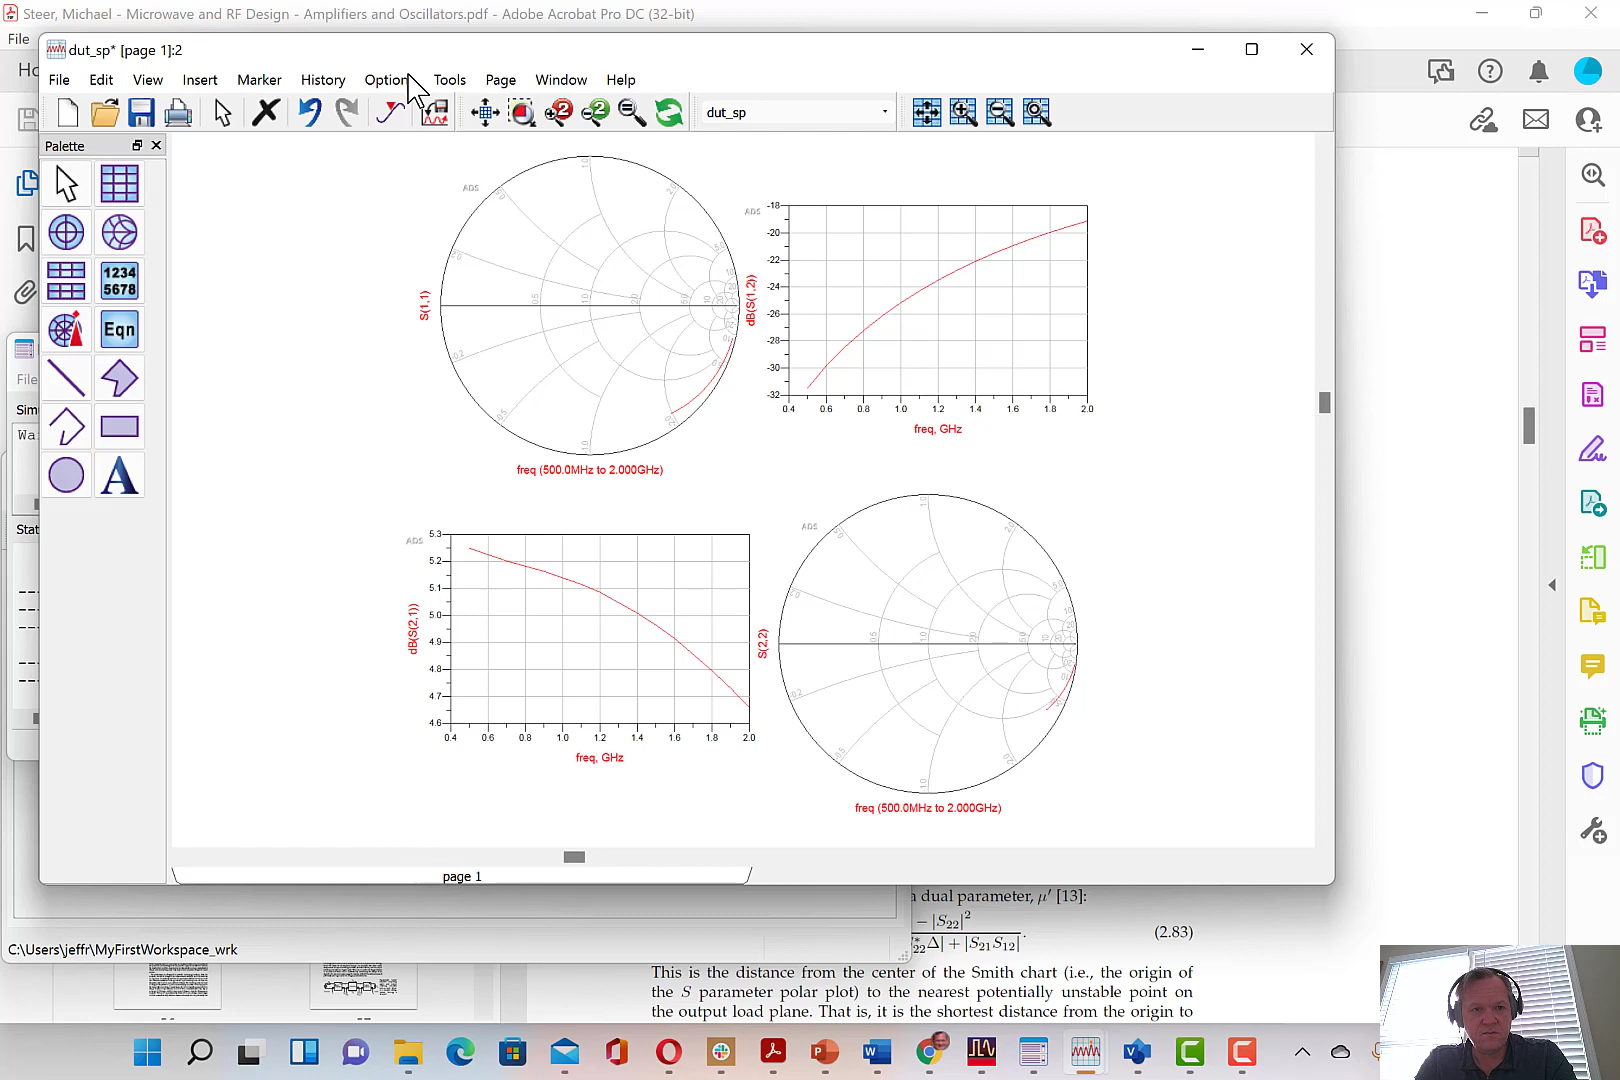 Steer, Michael - Microwave and RF Design - Amplifiers and Oscillators.pdf - Adobe Acrobat Pro DC (32-bit)
File
dut_sp* [page 1]:2
File Edit View Insert Marker History Option Tools Page Window Help
dut_sp
Palette
1234
5678
Eqn
A
ADS
S(1,1)
freq (500.0MHz to 2.000GHz)
ADS
dB(S(1,2))
-18
-20
-22
-24
-26
-28
-30
-32
0.4 0.6 0.8 1.0 1.2 1.4 1.6 1.8 2.0
freq, GHz
ADS
dB(S(2,1))
5.3
5.2
5.1
5.0
4.9
4.8
4.7
4.6
0.4 0.6 0.8 1.0 1.2 1.4 1.6 1.8 2.0
freq, GHz
ADS
S(2,2)
freq (500.0MHz to 2.000GHz)
page 1
C:\Users\jeffr\MyFirstWorkspace_wrk
a dual parameter, μ′ [13]:
− |S22|²
Δ| + |S21S12| .
(2.83)
This is the distance from the center of the Smith chart (i.e., the origin of
the S parameter polar plot) to the nearest potentially unstable point on
the output load plane. That is, it is the shortest distance from the origin to